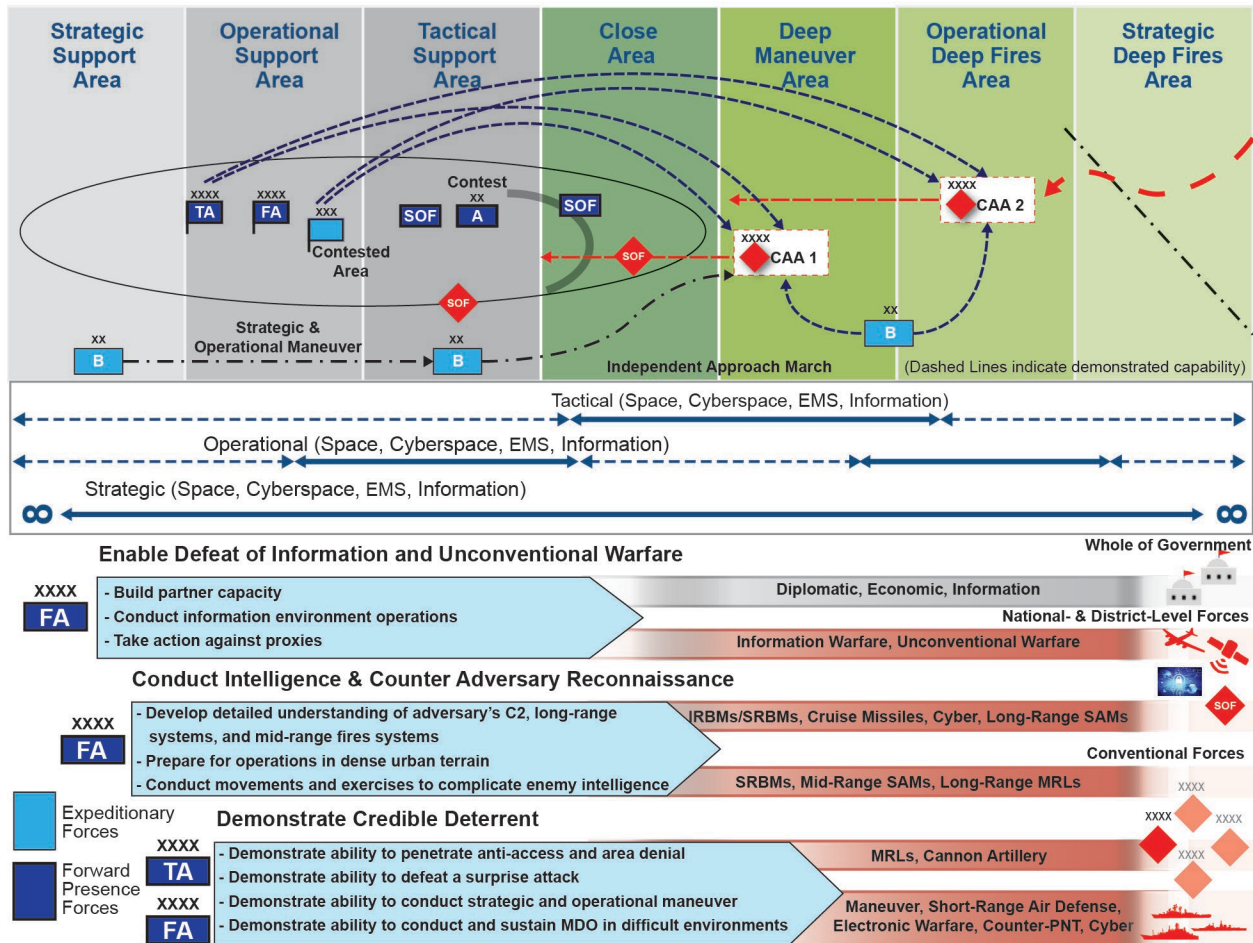 Strategic
Support
Area
Operational
Support
Area
Tactical
Support
Area
Close
Area
Deep
Maneuver
Area
Operational
Deep Fires
Area
Strategic
Deep Fires
Area
XXXX
TA
XXXX
FA
XXX
Contested
Area
SOF
Contest
XX
A
SOF
SOF
SOF
XXXX
CAA 1
XXXX
CAA 2
XX
B
Strategic &
Operational Maneuver
XX
B
XX
B
Independent Approach March
(Dashed Lines indicate demonstrated capability)
Tactical (Space, Cyberspace, EMS, Information)
Operational (Space, Cyberspace, EMS, Information)
Strategic (Space, Cyberspace, EMS, Information)
∞
∞
Enable Defeat of Information and Unconventional Warfare
XXXX
FA
- Build partner capacity
- Conduct information environment operations
- Take action against proxies
Whole of Government
Diplomatic, Economic, Information
National- & District-Level Forces
Information Warfare, Unconventional Warfare
Conduct Intelligence & Counter Adversary Reconnaissance
XXXX
FA
- Develop detailed understanding of adversary's C2, long-range
systems, and mid-range fires systems
- Prepare for operations in dense urban terrain
- Conduct movements and exercises to complicate enemy intelligence
IRBMs/SRBMs, Cruise Missiles, Cyber, Long-Range SAMs
SOF
Conventional Forces
SRBMs, Mid-Range SAMs, Long-Range MRLs
Expeditionary
Forces
Forward
Presence
Forces
Demonstrate Credible Deterrent
XXXX
TA
XXXX
FA
- Demonstrate ability to penetrate anti-access and area denial
- Demonstrate ability to defeat a surprise attack
- Demonstrate ability to conduct strategic and operational maneuver
- Demonstrate ability to conduct and sustain MDO in difficult environments
XXXX
XXXX
XXXX
XXXX
MRLs, Cannon Artillery
Maneuver, Short-Range Air Defense,
Electronic Warfare, Counter-PNT, Cyber